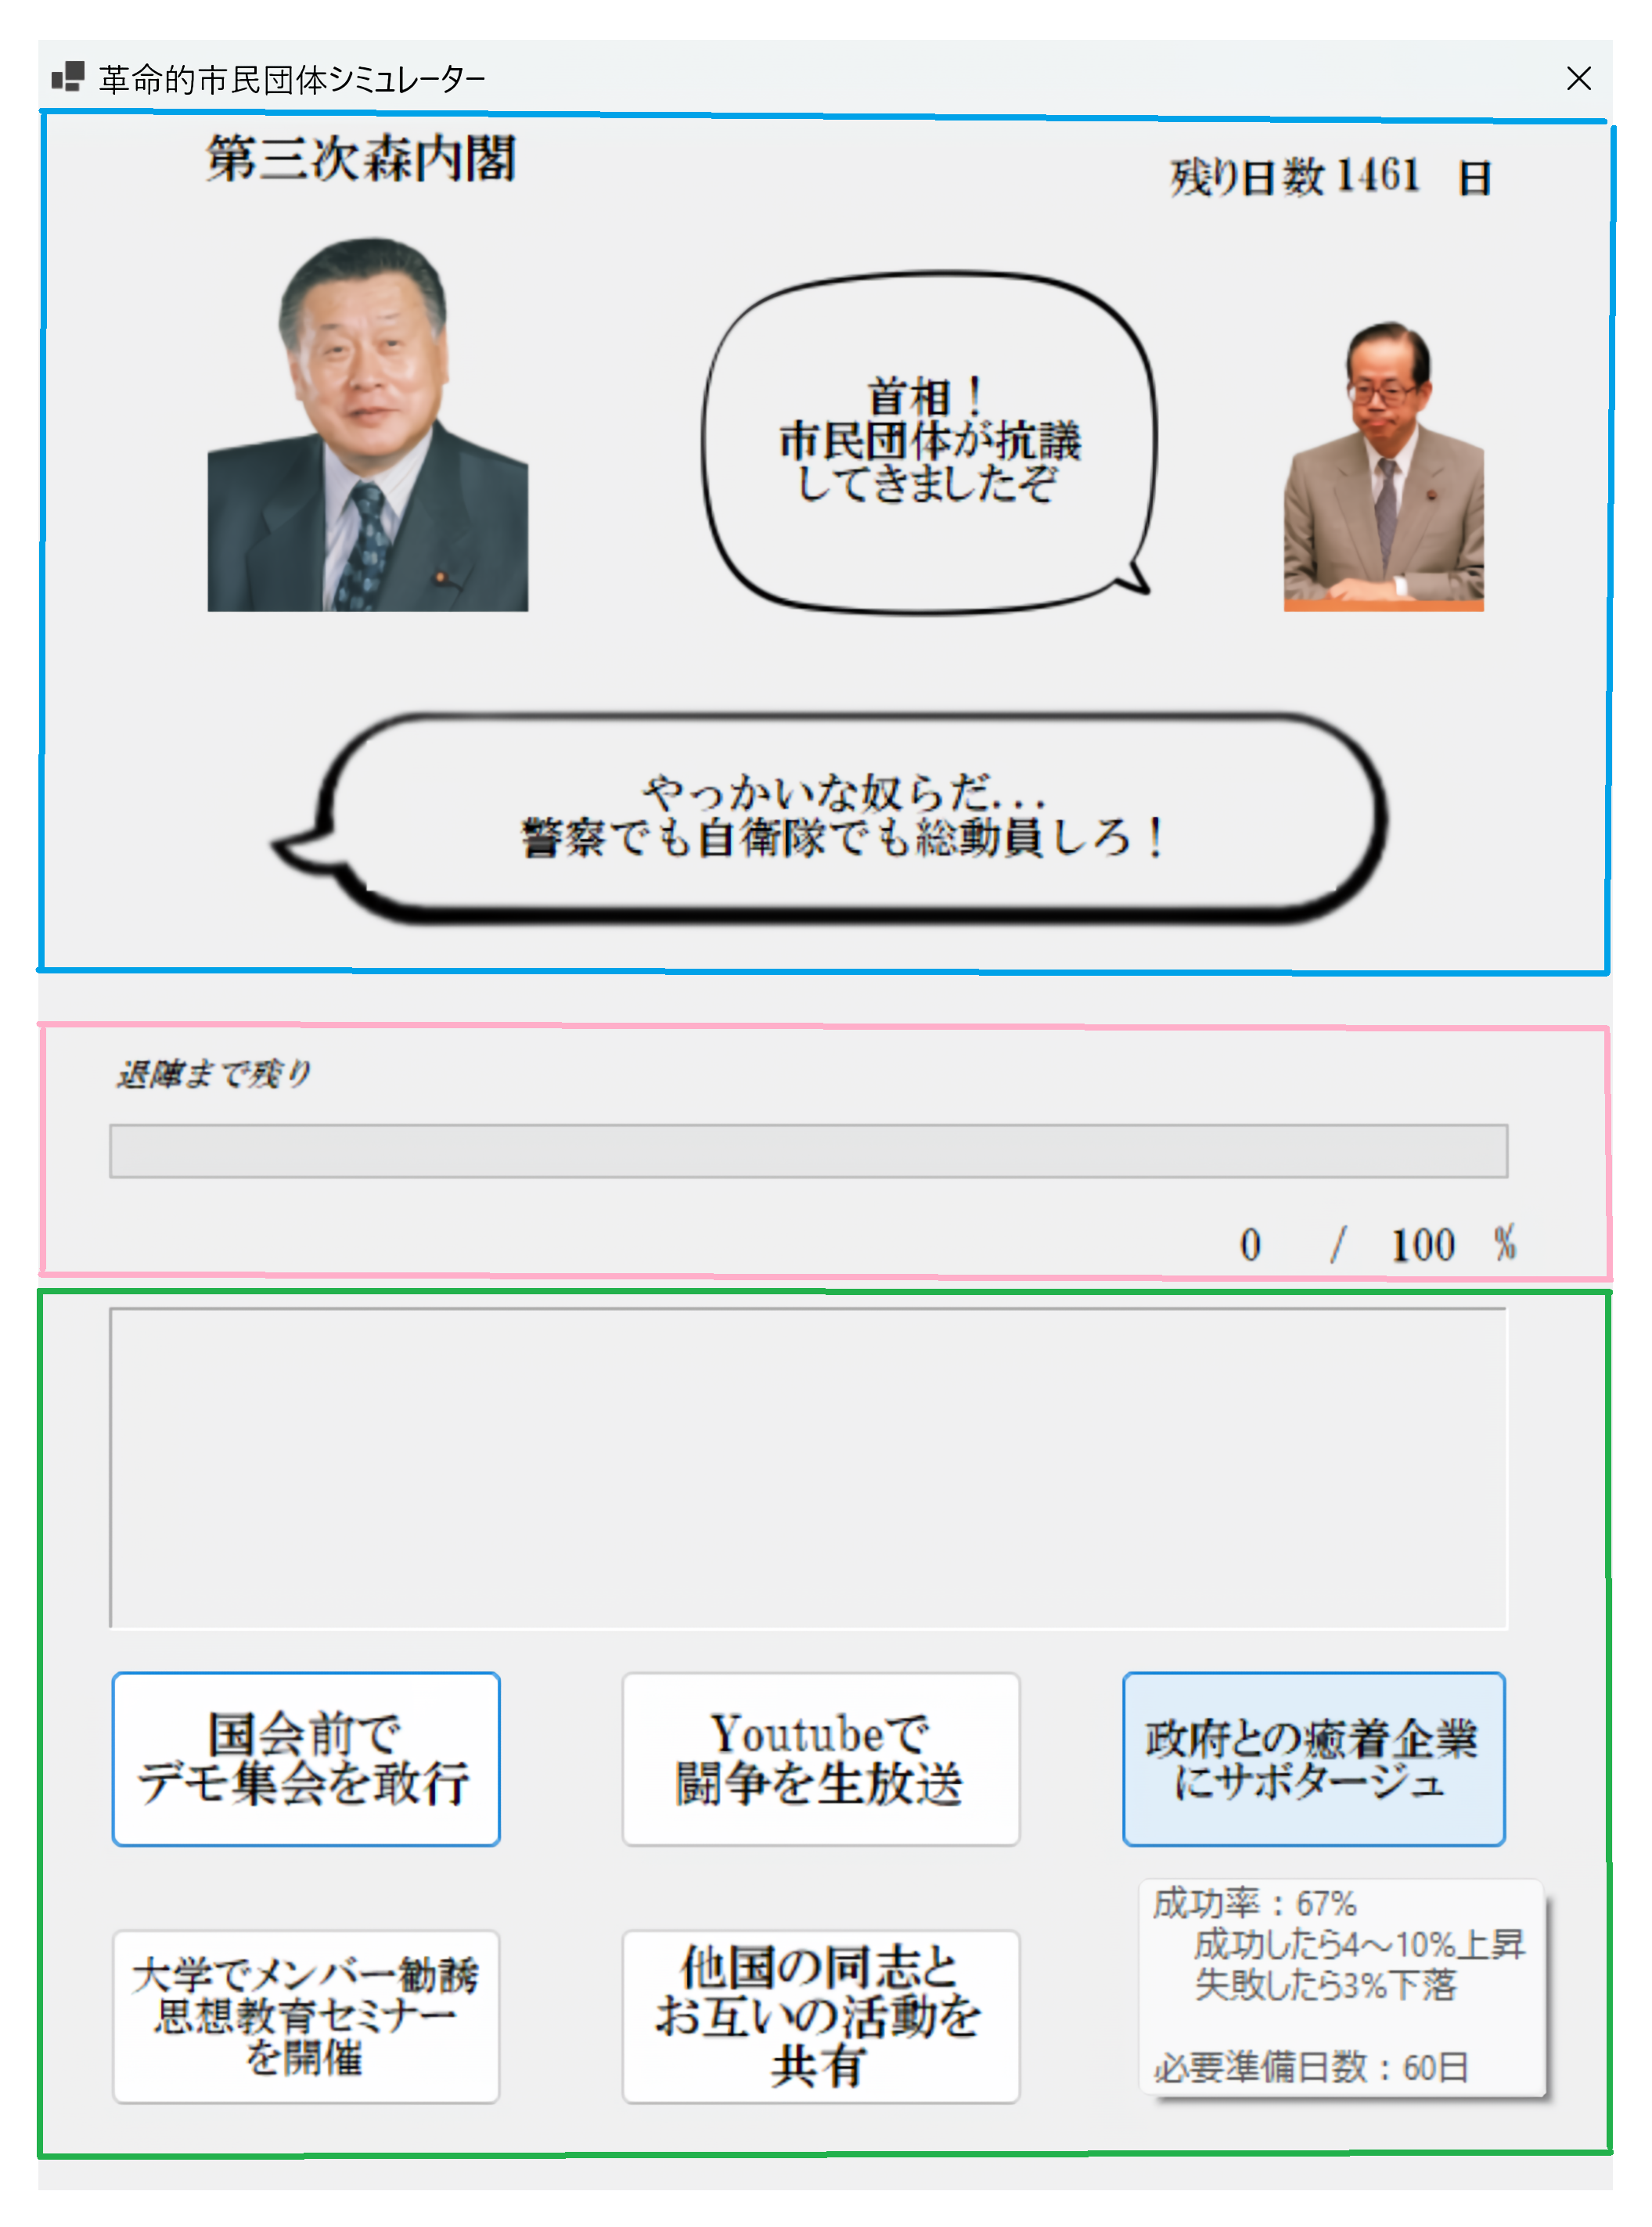 革命的市民団体シミュレーター
第三次森内閣
残り日数 1461 日
首相！
市民団体が抗議
してきましたぞ
やっかいな奴らだ...
警察でも自衛隊でも総動員しろ！
退陣まで残り
0 / 100 %
国会前で
デモ集会を敢行
Youtubeで
闘争を生放送
政府との癒着企業
にサボタージュ
大学でメンバー勧誘
思想教育セミナー
を開催
他国の同志と
お互いの活動を
共有
成功率：67%
成功したら4～10%上昇
失敗したら3%下落
必要準備日数：60日